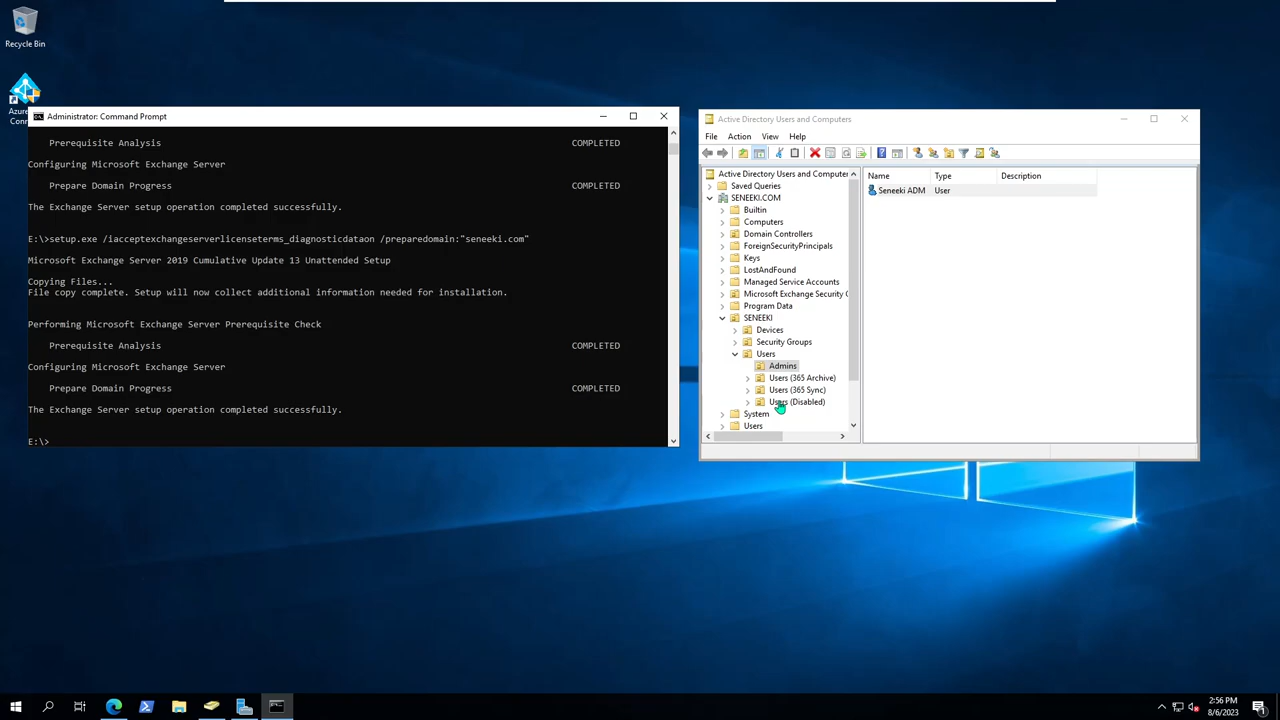 Recycle Bin
Azure
Conn
Administrator: Command Prompt
Prerequisite Analysis COMPLETED
Configuring Microsoft Exchange Server
Prepare Domain Progress COMPLETED
The Exchange Server setup operation completed successfully.
E:\>setup.exe /iacceptexchangeserverlicenseterms_diagnosticdataon /preparedomain:"seneeki.com"
Microsoft Exchange Server 2019 Cumulative Update 13 Unattended Setup
Copying Files...
File copy complete. Setup will now collect additional information needed for installation.
Performing Microsoft Exchange Server Prerequisite Check
Prerequisite Analysis COMPLETED
Configuring Microsoft Exchange Server
Prepare Domain Progress COMPLETED
The Exchange Server setup operation completed successfully.
E:\>
Active Directory Users and Computers
File Action View Help
Active Directory Users and Computers
Saved Queries
SENEEKI.COM
Builtin
Computers
Domain Controllers
ForeignSecurityPrincipals
Keys
LostAndFound
Managed Service Accounts
Microsoft Exchange Security (
Program Data
SENEEKI
Devices
Security Groups
Users
Admins
Users (365 Archive)
Users (365 Sync)
Users (Disabled)
System
Users
Name Type Description
Seneeki ADM User
2:56 PM
8/6/2023
1